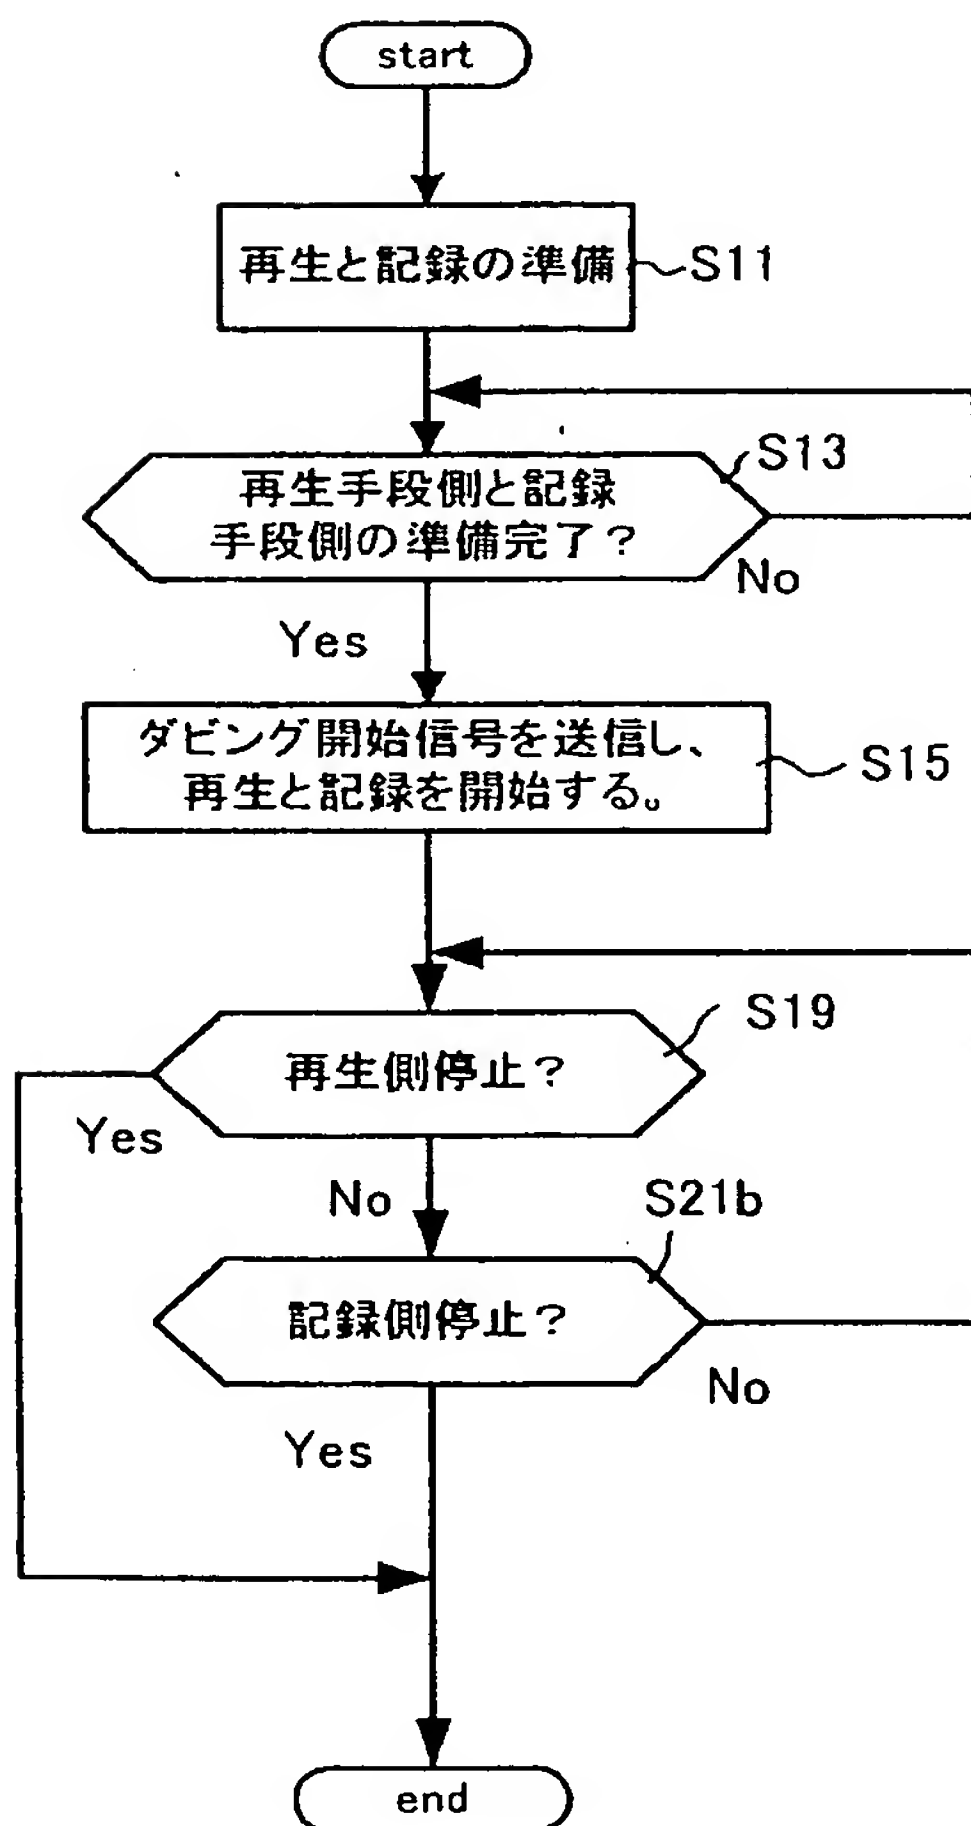 start
再生と記録の準備
S11
S13
再生手段側と記録
手段側の準備完了？
No
Yes
ダビング開始信号を送信し、
再生と記録を開始する。
S15
S19
再生側停止？
Yes
No
S21b
記録側停止？
No
Yes
end